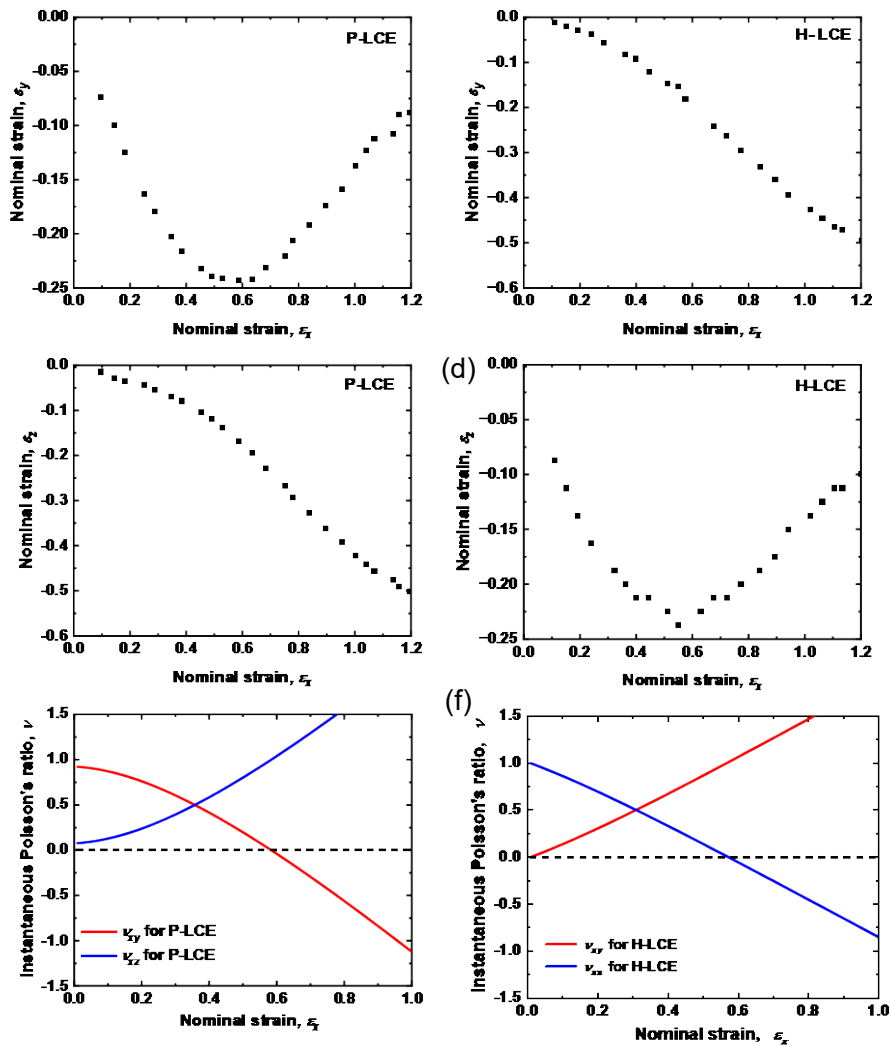 P-LCE
0.00
-0.05
-0.10
-0.15
-0.20
-0.25
0.0 0.2 0.4 0.6 0.8 1.0 1.2
Nominal strain, εy
Nominal strain, εx
H-LCE
0.0
-0.1
-0.2
-0.3
-0.4
-0.5
-0.6
0.0 0.2 0.4 0.6 0.8 1.0 1.2
Nominal strain, εy
Nominal strain, εx
P-LCE
0.0
-0.1
-0.2
-0.3
-0.4
-0.5
-0.6
0.0 0.2 0.4 0.6 0.8 1.0 1.2
Nominal strain, εz
Nominal strain, εx
(d)
H-LCE
0.00
-0.05
-0.10
-0.15
-0.20
-0.25
0.0 0.2 0.4 0.6 0.8 1.0 1.2
Nominal strain, εz
Nominal strain, εx
1.5
1.0
0.5
0.0
-0.5
-1.0
-1.5
0.0 0.2 0.4 0.6 0.8 1.0
Instantaneous Poisson's ratio, ν
νxy for P-LCE
νxz for P-LCE
Nominal strain, εx
(f)
1.5
1.0
0.5
0.0
-0.5
-1.0
-1.5
0.0 0.2 0.4 0.6 0.8 1.0
Instantaneous Poisson's ratio, ν
νxy for H-LCE
νxz for H-LCE
Nominal strain, εx